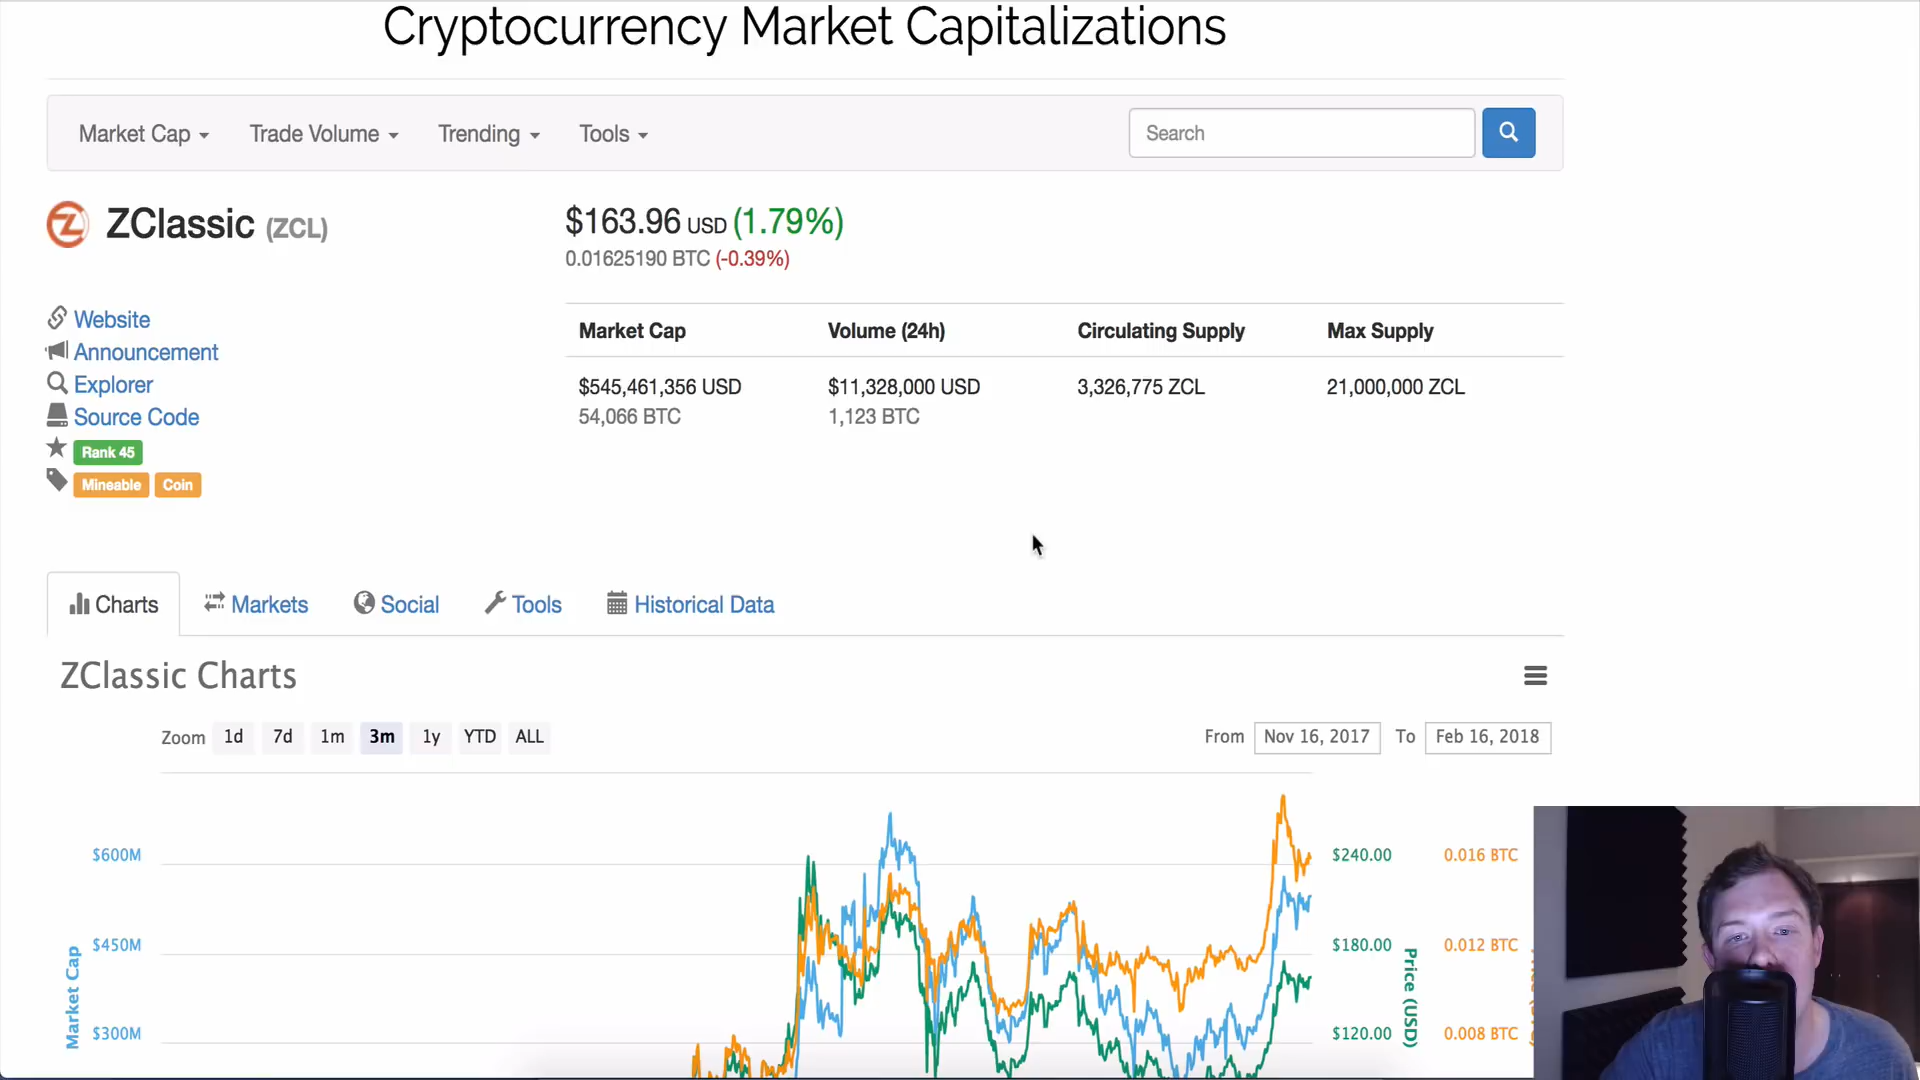 Cryptocurrency Market Capitalizations
Market Cap Trade Volume Trending Tools Search
ZClassic (ZCL)
$163.96 USD (1.79%)
0.01625190 BTC (-0.39%)
Website
Announcement
Explorer
Source Code
Rank 45
Mineable Coin
Market Cap Volume (24h) Circulating Supply Max Supply
$545,461,356 USD $11,328,000 USD 3,326,775 ZCL 21,000,000 ZCL
54,066 BTC 1,123 BTC
Charts Markets Social Tools Historical Data
ZClassic Charts
Zoom 1d 7d 1m 3m 1y YTD ALL From Nov 16, 2017 To Feb 16, 2018
$600M $240.00 0.016 BTC
$450M $180.00 0.012 BTC
$300M $120.00 0.008 BTC
Market Cap
Price (USD)